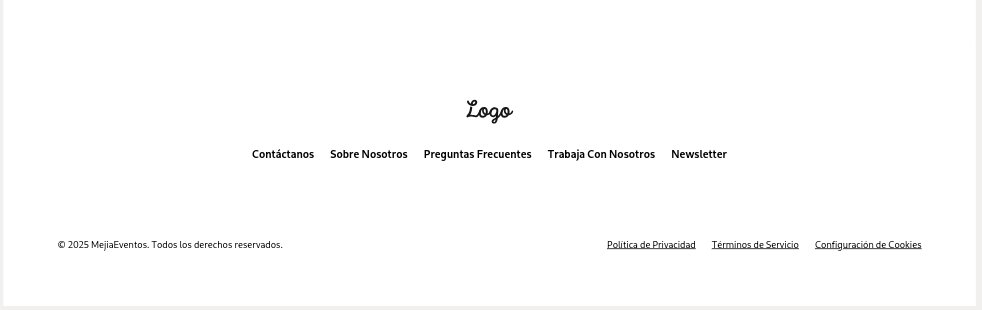 Logo
Contáctanos Sobre Nosotros Preguntas Frecuentes Trabaja Con Nosotros Newsletter
© 2025 MejiaEventos. Todos los derechos reservados. Política de Privacidad Términos de Servicio Configuración de Cookies